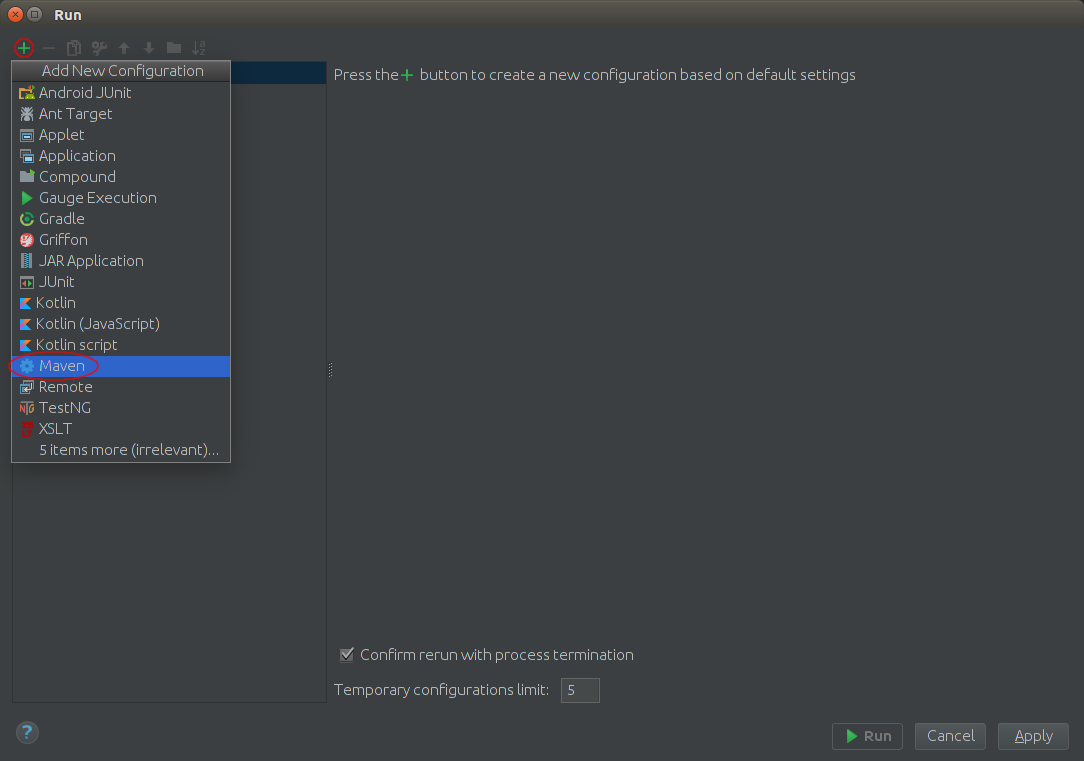 Run
Add New Configuration
Press the + button to create a new configuration based on default settings
Android JUnit
Ant Target
Applet
Application
Compound
Gauge Execution
Gradle
Griffon
JAR Application
JUnit
Kotlin
Kotlin (JavaScript)
Kotlin script
Maven
Remote
TestNG
XSLT
5 items more (irrelevant)...
Confirm rerun with process termination
Temporary configurations limit: 5
? Run Cancel Apply